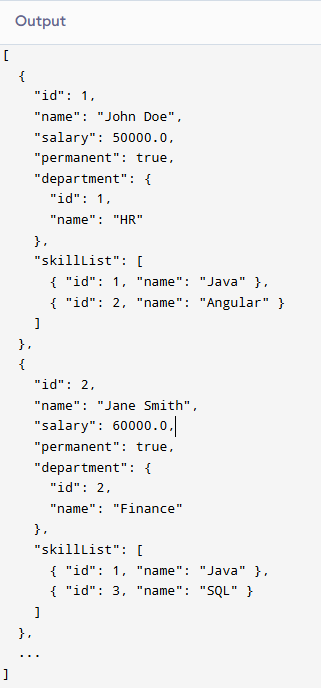 Output
[
  {
    "id": 1,
    "name": "John Doe",
    "salary": 50000.0,
    "permanent": true,
    "department": {
      "id": 1,
      "name": "HR"
    },
    "skillList": [
      { "id": 1, "name": "Java" },
      { "id": 2, "name": "Angular" }
    ]
  },
  {
    "id": 2,
    "name": "Jane Smith",
    "salary": 60000.0,
    "permanent": true,
    "department": {
      "id": 2,
      "name": "Finance"
    },
    "skillList": [
      { "id": 1, "name": "Java" },
      { "id": 3, "name": "SQL" }
    ]
  },
  ...
]